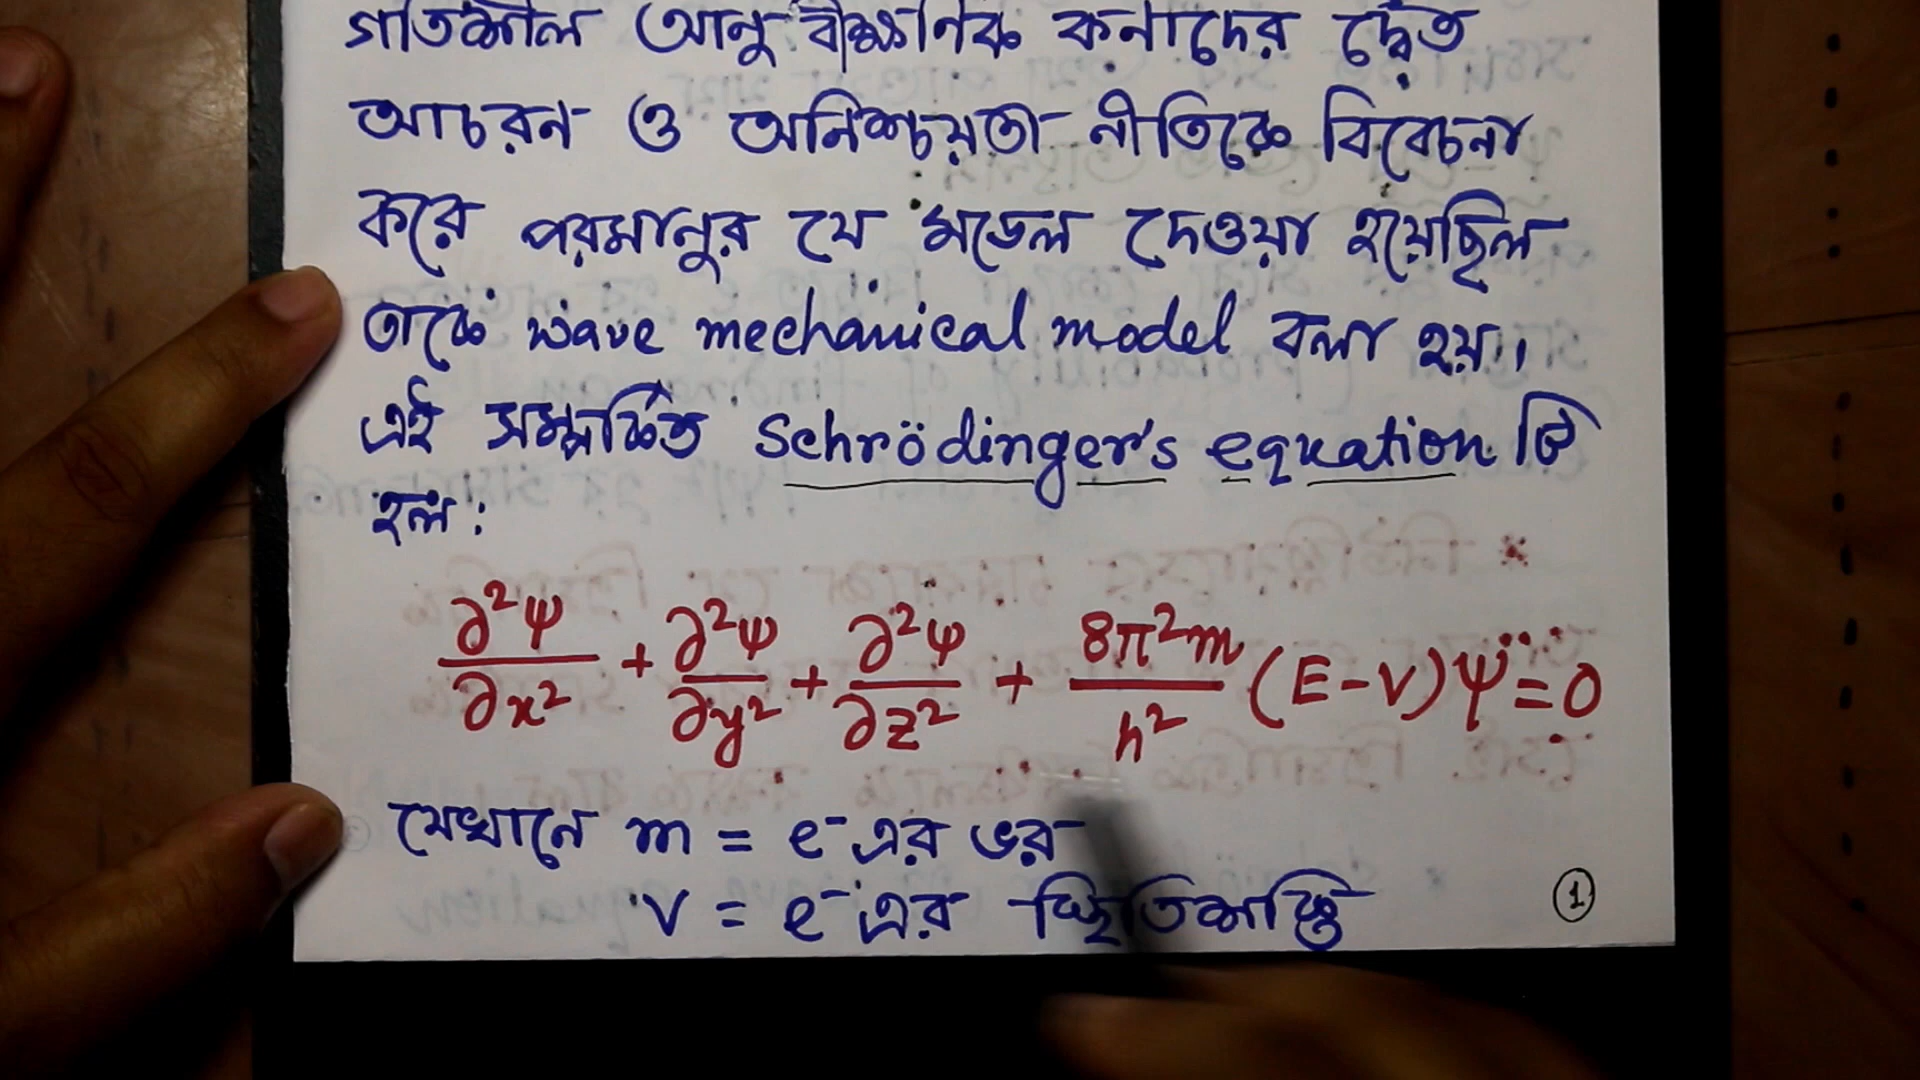 গতিশীল আনুবীক্ষনিক কনাদের দ্বৈত
আচরন ও অনিশ্চয়তা নীতিকে বিবেচনা
করে পরমানুর যে মডেল দেওয়া হয়েছিল
তাকে wave mechanical model বলা হয়।
এই সম্পর্কিত Schrödinger's equation টি
হল:
∂²ψ/∂x² + ∂²ψ/∂y² + ∂²ψ/∂z² + 8π²m/h² (E-V)ψ = 0
যেখানে m = e⁻ এর ভর
V = e⁻ এর স্থিতিশক্তি
1